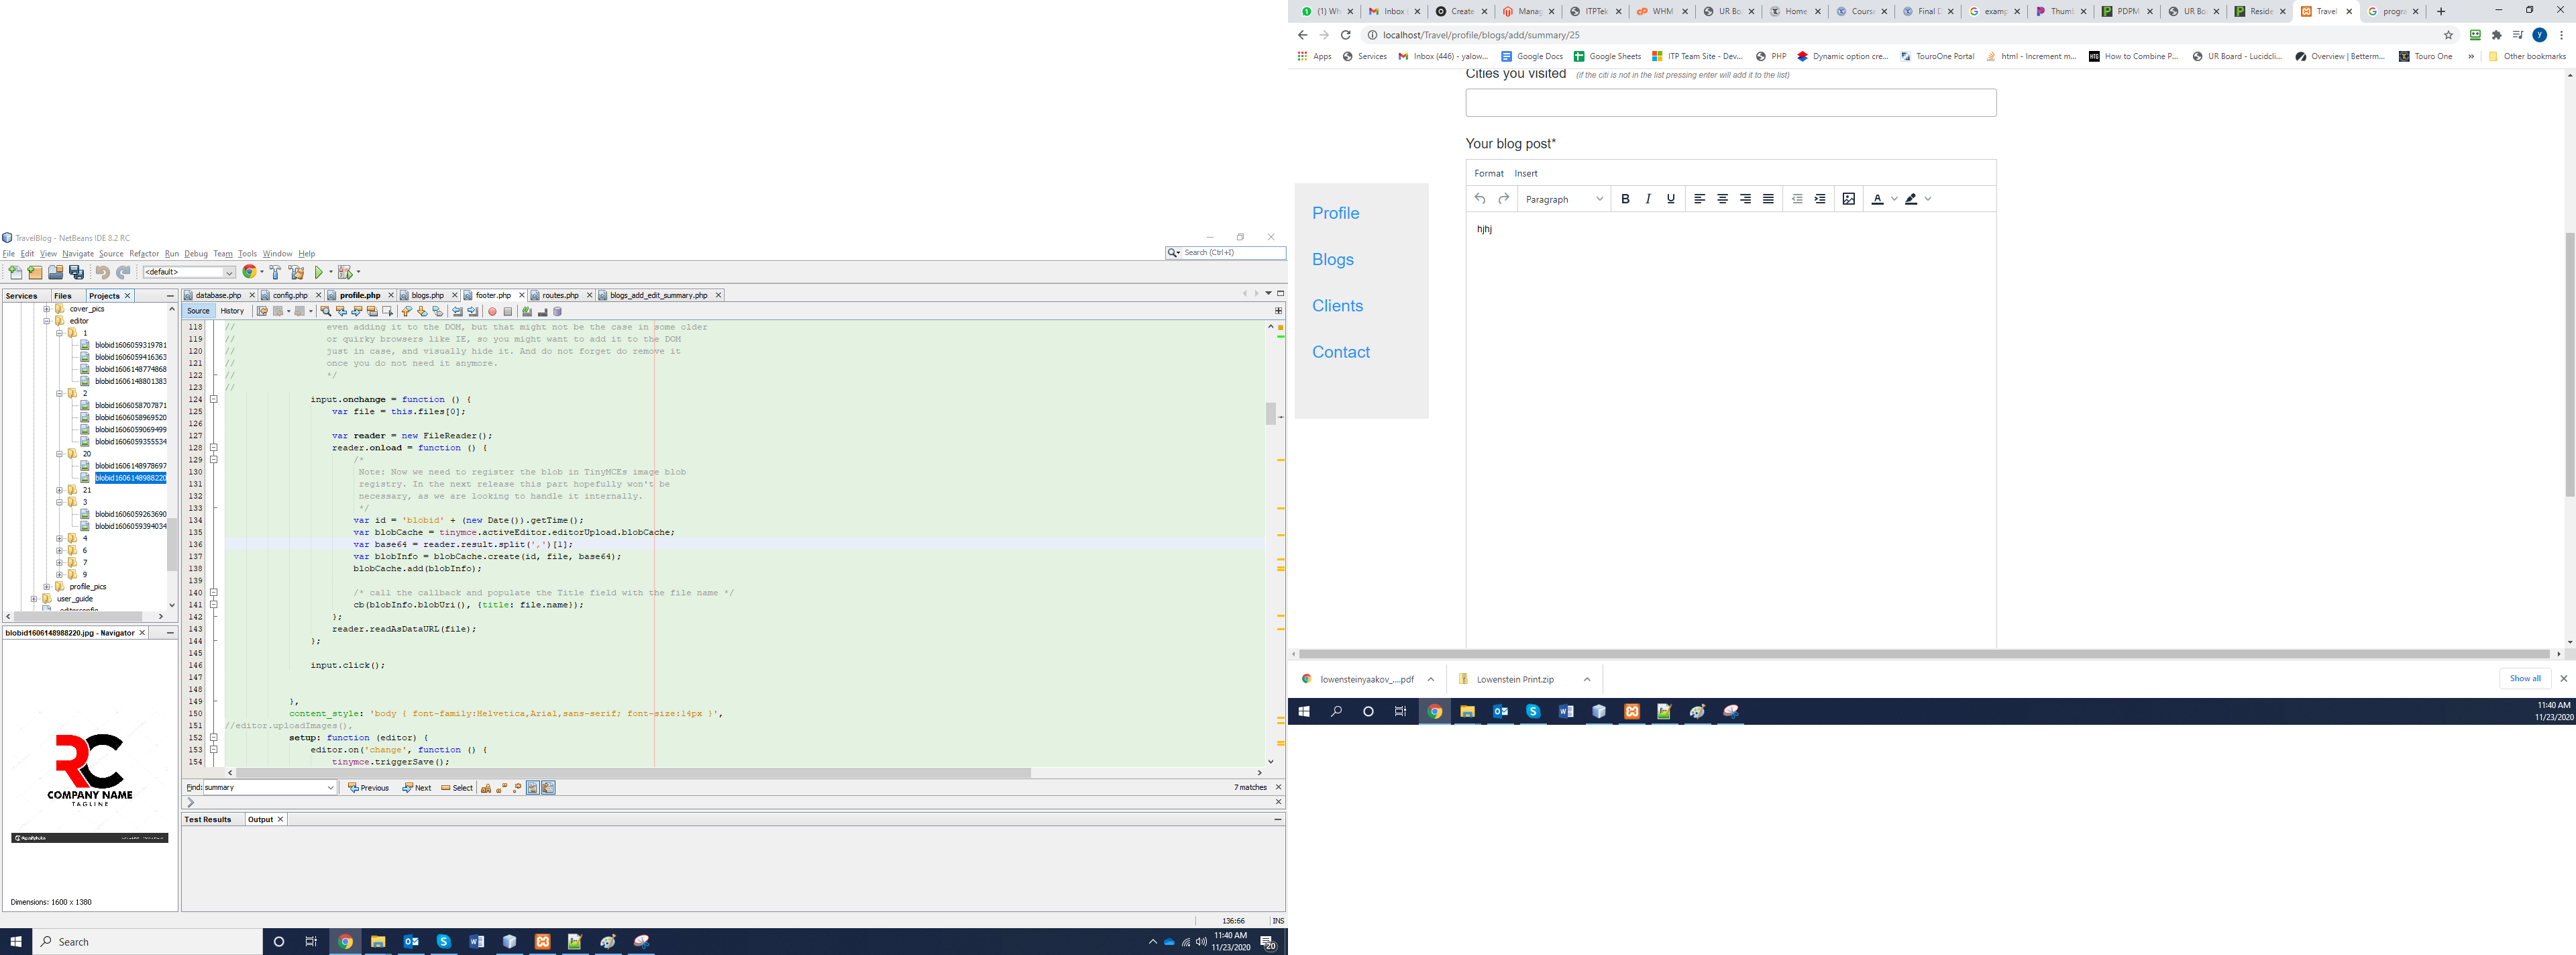 TravelBlog - NetBeans IDE 8.2 RC
File Edit View Navigate Source Refactor Run Debug Team Tools Window Help
Search (Ctrl+I)
<default>
Services Files Projects
cover_pics
editor
1
blobid1606059319781
blobid1606059416363
blobid1606148774868
blobid1606148801383
2
blobid1606058707871
blobid1606058969520
blobid1606059069499
blobid1606059355534
20
blobid1606148978697
blobid1606148988220
21
3
blobid1606059263690
blobid1606059394034
4
6
7
9
profile_pics
user_guide
blobid1606148988220.jpg - Navigator
RC
COMPANY NAME
TAGLINE
Dimensions: 1600 x 1380
database.php config.php profile.php blogs.php footer.php routes.php blogs_add_edit_summary.php
Source History
118 // even adding it to the DOM, but that might not be the case in some older
119 // or quirky browsers like IE, so you might want to add it to the DOM
120 // just in case, and visually hide it. And do not forget do remove it
121 // once you do not need it anymore.
122 // */
123 //
124 input.onchange = function () {
125 var file = this.files[0];
126
127 var reader = new FileReader();
128 reader.onload = function () {
129 /*
130 Note: Now we need to register the blob in TinyMCEs image blob
131 registry. In the next release this part hopefully won't be
132 necessary, as we are looking to handle it internally.
133 */
134 var id = 'blobid' + (new Date()).getTime();
135 var blobCache = tinymce.activeEditor.editorUpload.blobCache;
136 var base64 = reader.result.split(',')[1];
137 var blobInfo = blobCache.create(id, file, base64);
138 blobCache.add(blobInfo);
139
140 /* call the callback and populate the Title field with the file name */
141 cb(blobInfo.blobUri(), {title: file.name});
142 };
143 reader.readAsDataURL(file);
144 };
145
146 input.click();
147
148
149 },
150 content_style: 'body { font-family:Helvetica,Arial,sans-serif; font-size:14px }',
151 //editor.uploadImages(),
152 setup: function (editor) {
153 editor.on('change', function () {
154 tinymce.triggerSave();
Find: summary Previous Next Select 7 matches
Test Results Output
136:66 INS
Search
11:40 AM
11/23/2020
20
(1) Wh Inbox ( Create Manag ITPTek WHM UR Bo Home Course Final D examp Thumb PDPM UR Bo Reside Travel progra
localhost/Travel/profile/blogs/add/summary/25
Apps Services Inbox (446) - yalow... Google Docs Google Sheets ITP Team Site - Dev... PHP Dynamic option cre... TouroOne Portal html - Increment m... How to Combine P... UR Board - Lucidcli... Overview | Betterm... Touro One » Other bookmarks
Cities you visited (if the citi is not in the list pressing enter will add it to the list)
Your blog post*
Format Insert
Paragraph B I U A
hjhj
Profile
Blogs
Clients
Contact
lowensteinyaakov_....pdf Lowenstein Print.zip Show all
11:40 AM
11/23/2020